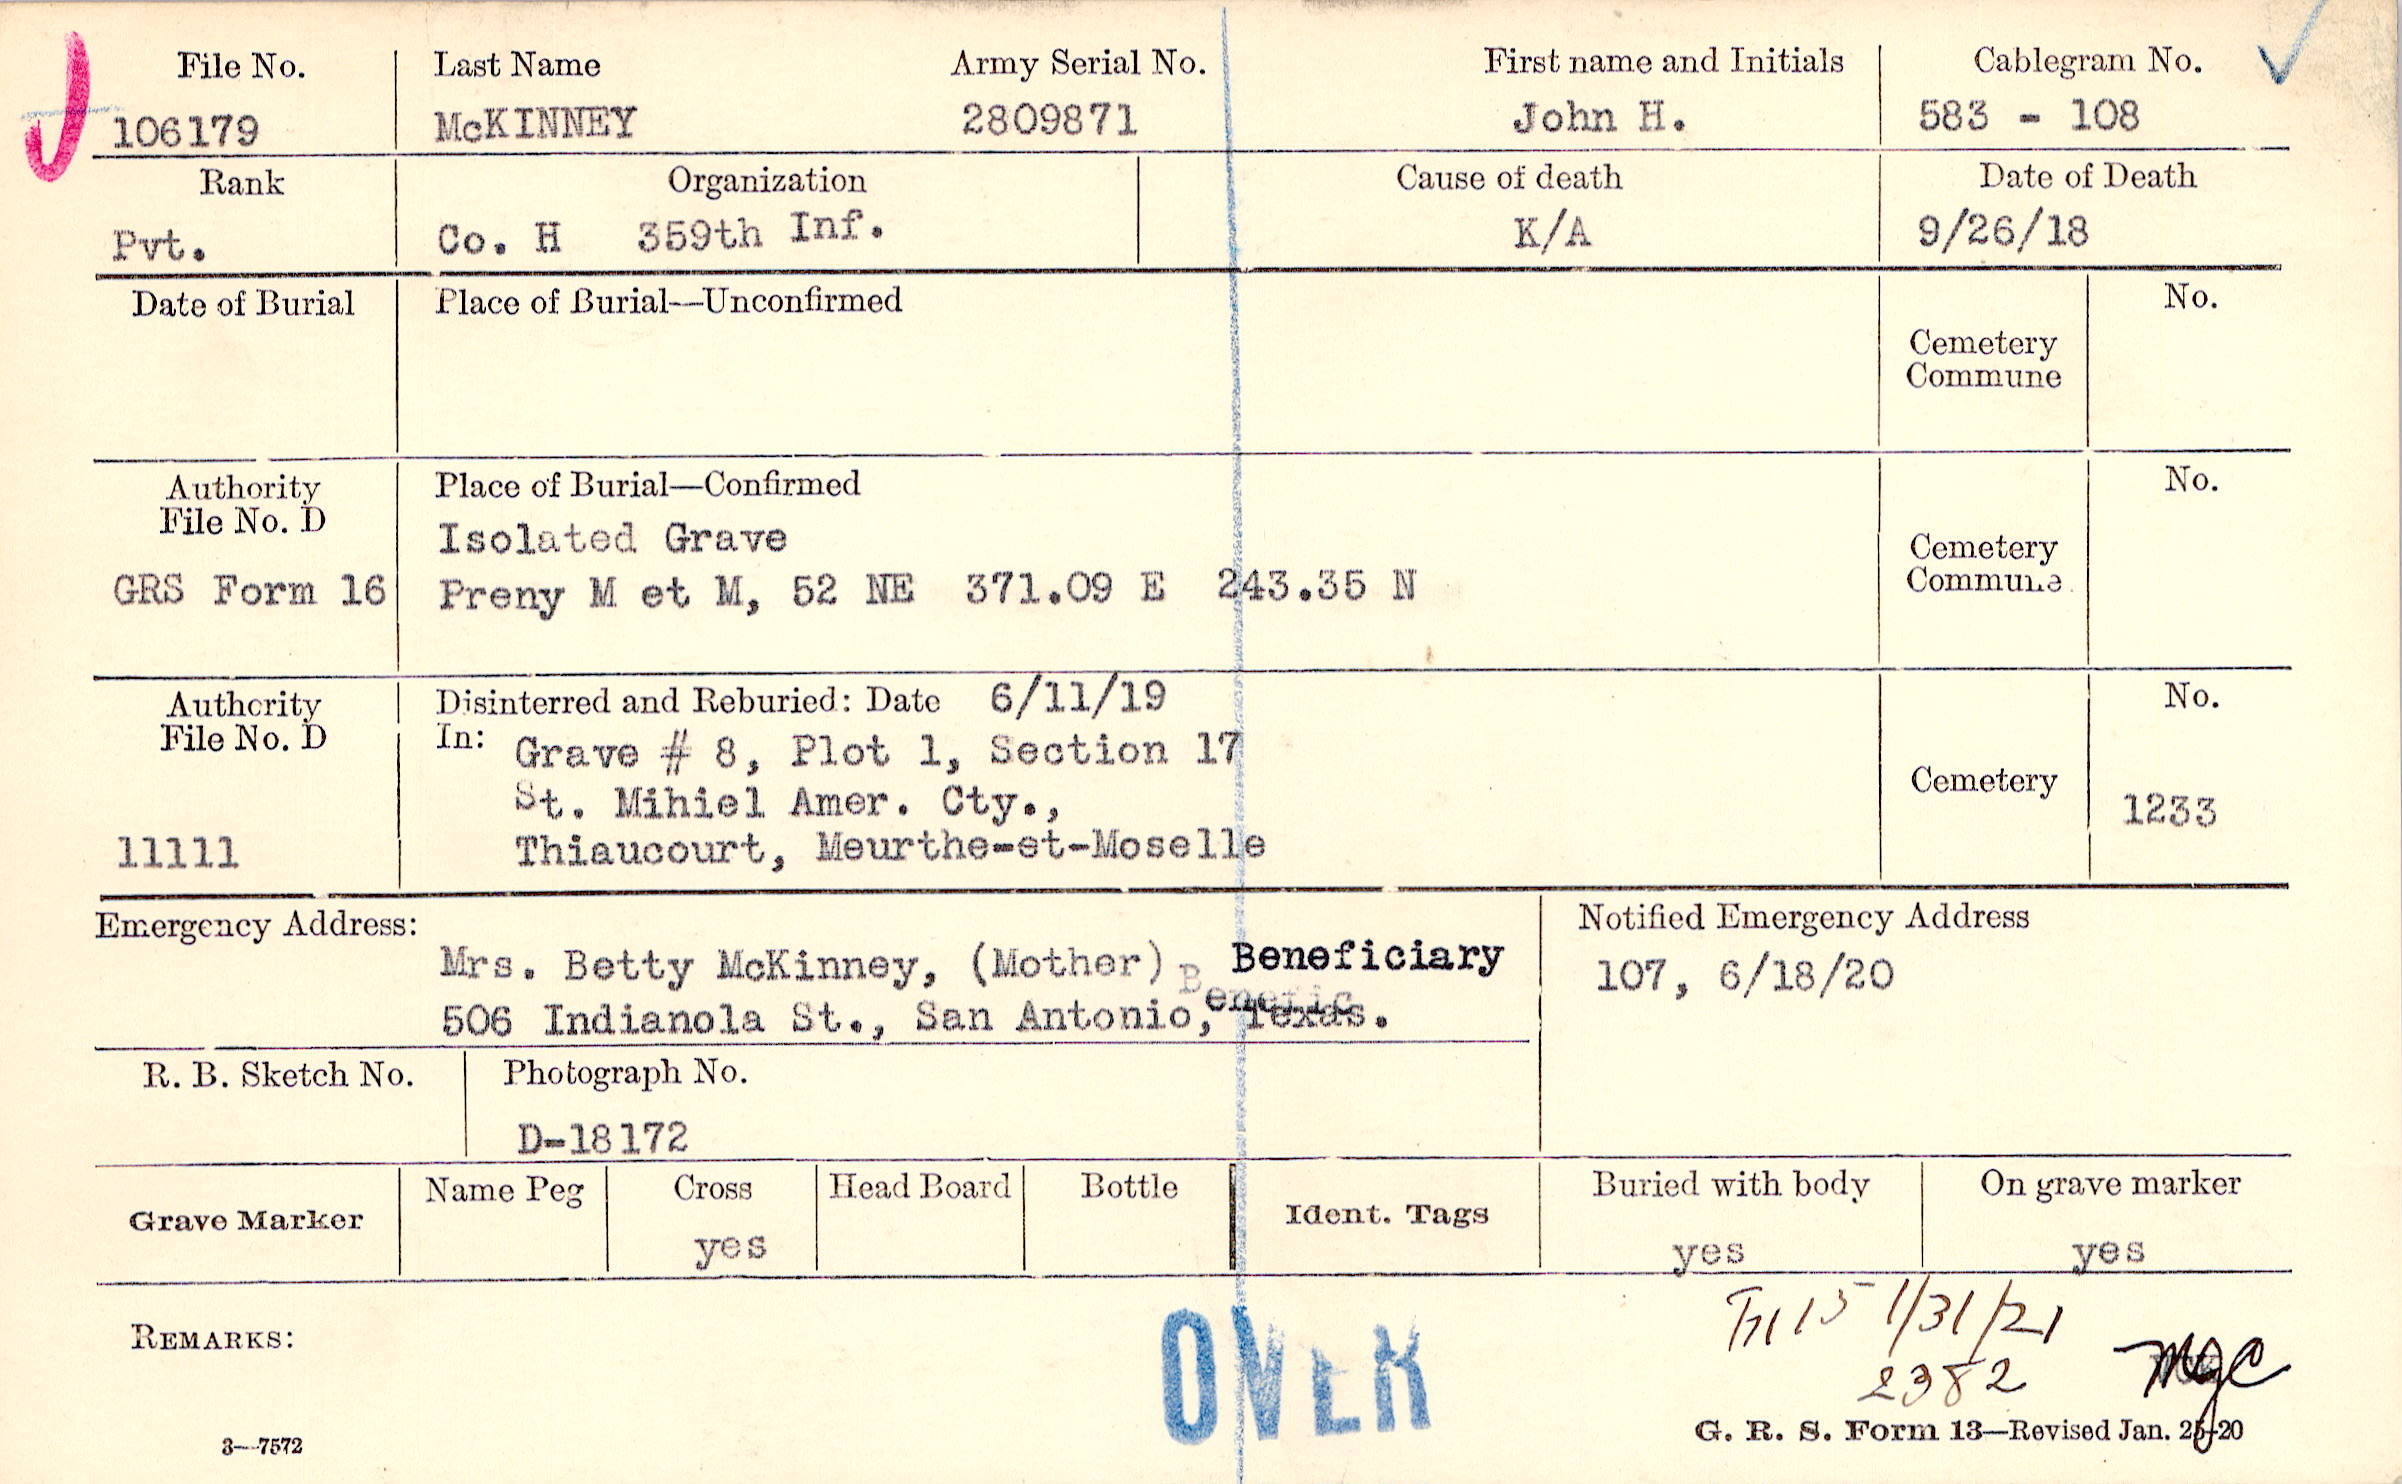 File No. Last Name Army Serial No. First name and Initials Cablegram No.
106179 McKINNEY 2809871 John H. 583 - 108
Rank Organization Cause of death Date of Death
Pvt. Co. H 359th Inf. K/A 9/26/18
Date of Burial Place of Burial—Unconfirmed No.
Cemetery
Commune
Authority Place of Burial—Confirmed No.
File No. D
Isolated Grave
Cemetery
Commune
GRS Form 16 Preny M et M, 52 NE 371.09 E 243.35 N
Authority Disinterred and Reburied: Date 6/11/19 No.
File No. D In: Grave # 8, Plot 1, Section 17
St. Mihiel Amer. Cty., Cemetery 1233
11111 Thiaucourt, Meurthe-et-Moselle
Emergency Address: Notified Emergency Address
Mrs. Betty McKinney, (Mother) Beneficiary 107, 6/18/20
Benefic
506 Indianola St., San Antonio, Texas.
R. B. Sketch No. Photograph No.
D-18172
Grave Marker Name Peg Cross Head Board Bottle Ident. Tags Buried with body On grave marker
yes yes yes
15 1/31/21
REMARKS: OVER
2382
G. R. S. Form 13—Revised Jan. 25-20
3—7572